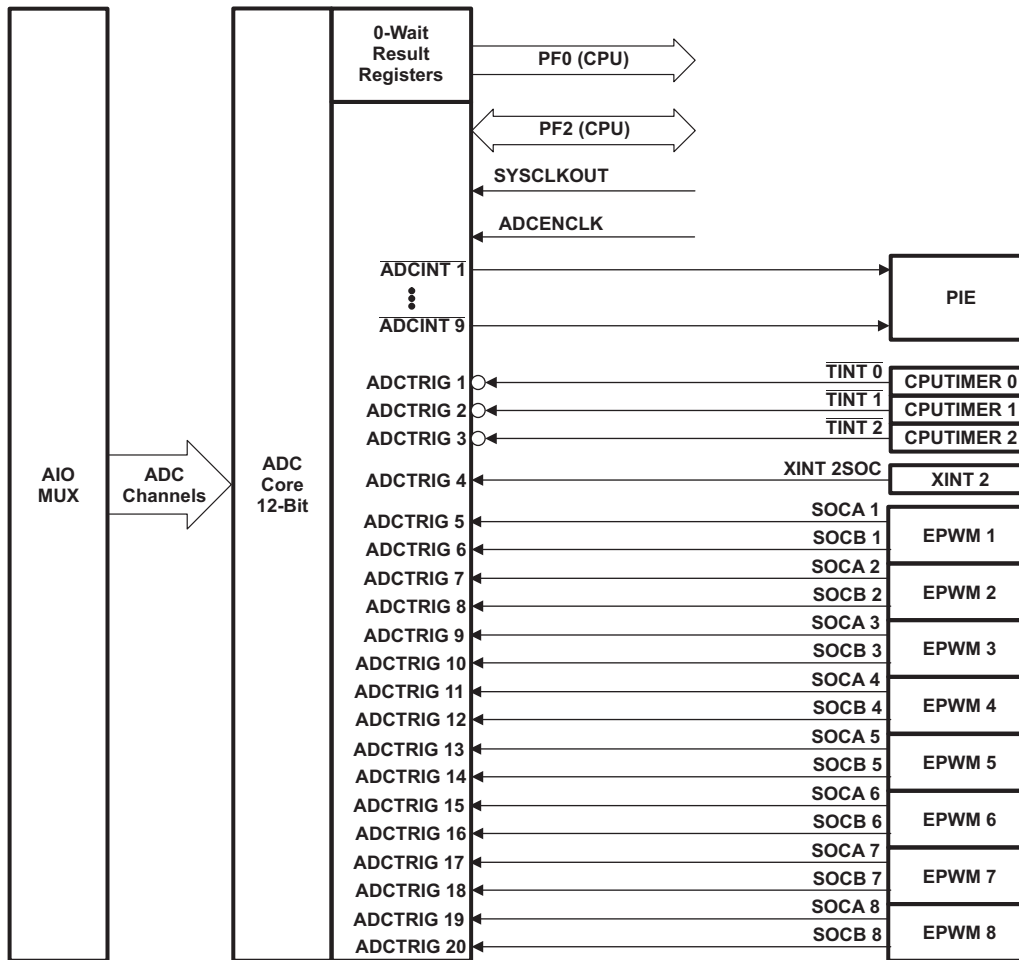 0-Wait
Result
Registers
PF0 (CPU)
PF2 (CPU)
SYSCLKOUT
ADCENCLK
ADCINT 1
PIE
ADCINT 9
TINT 0
ADCTRIG 1
CPUTIMER 0
TINT 1
ADCTRIG 2
CPUTIMER 1
TINT 2
ADCTRIG 3
CPUTIMER 2
AIO
MUX
ADC
Channels
ADC
Core
12-Bit
XINT 2SOC
ADCTRIG 4
XINT 2
SOCA 1
ADCTRIG 5
EPWM 1
SOCB 1
ADCTRIG 6
SOCA 2
ADCTRIG 7
EPWM 2
SOCB 2
ADCTRIG 8
SOCA 3
ADCTRIG 9
EPWM 3
SOCB 3
ADCTRIG 10
SOCA 4
ADCTRIG 11
EPWM 4
SOCB 4
ADCTRIG 12
SOCA 5
ADCTRIG 13
EPWM 5
SOCB 5
ADCTRIG 14
SOCA 6
ADCTRIG 15
EPWM 6
SOCB 6
ADCTRIG 16
SOCA 7
ADCTRIG 17
EPWM 7
SOCB 7
ADCTRIG 18
SOCA 8
ADCTRIG 19
EPWM 8
SOCB 8
ADCTRIG 20